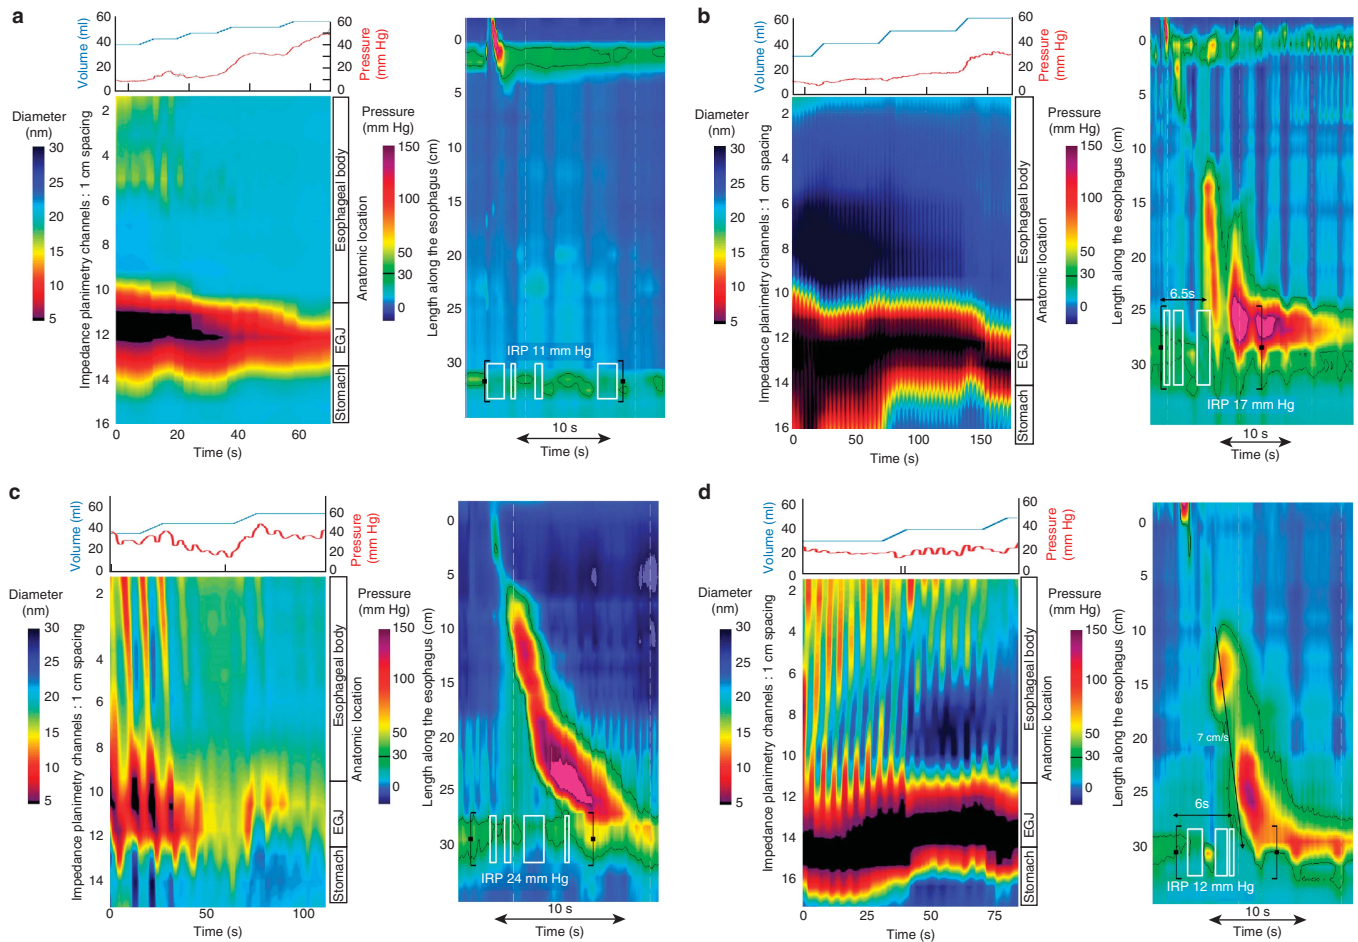 a
Volume (ml)
60
40
20
0
60
40
20
0
Pressure
(mm Hg)
Diameter
(nm)
30
25
20
15
10
5
Impedance planimetry channels : 1 cm spacing
2
4
6
8
10
12
14
16
0
20
40
60
Time (s)
Esophageal body
EGJ
Stomach
Anatomic location
Pressure
(mm Hg)
150
100
50
30
0
Length along the esophagus (cm)
0
5
10
15
20
25
30
IRP 11 mm Hg
10 s
Time (s)
b
Volume (ml)
60
40
20
0
60
40
20
0
Pressure
(mm Hg)
Diameter
(nm)
30
25
20
15
10
5
Impedance planimetry channels : 1 cm spacing
2
4
6
8
10
12
14
16
0
50
100
150
Time (s)
Esophageal body
EGJ
Stomach
Anatomic location
Pressure
(mm Hg)
150
100
50
30
0
Length along the esophagus (cm)
0
5
10
15
20
25
30
6.5s
IRP 17 mm Hg
10 s
Time (s)
c
Volume (ml)
60
40
20
0
60
40
20
0
Pressure
(mm Hg)
Diameter
(nm)
30
25
20
15
10
5
Impedance planimetry channels : 1 cm spacing
2
4
6
8
10
12
14
0
50
100
Time (s)
Esophageal body
EGJ
Stomach
Anatomic location
Pressure
(mm Hg)
150
100
50
30
0
Length along the esophagus (cm)
0
5
10
15
20
25
30
IRP 24 mm Hg
10 s
Time (s)
d
Volume (ml)
60
40
20
0
60
40
20
0
Pressure
(mm Hg)
Diameter
(nm)
30
25
20
15
10
5
Impedance planimetry channels : 1 cm spacing
2
4
6
8
10
12
14
16
0
25
50
75
Time (s)
Esophageal body
EGJ
Stomach
Anatomic location
Pressure
(mm Hg)
150
100
50
30
0
Length along the esophagus (cm)
0
5
10
15
20
25
30
7 cm/s
6s
IRP 12 mm Hg
10 s
Time (s)